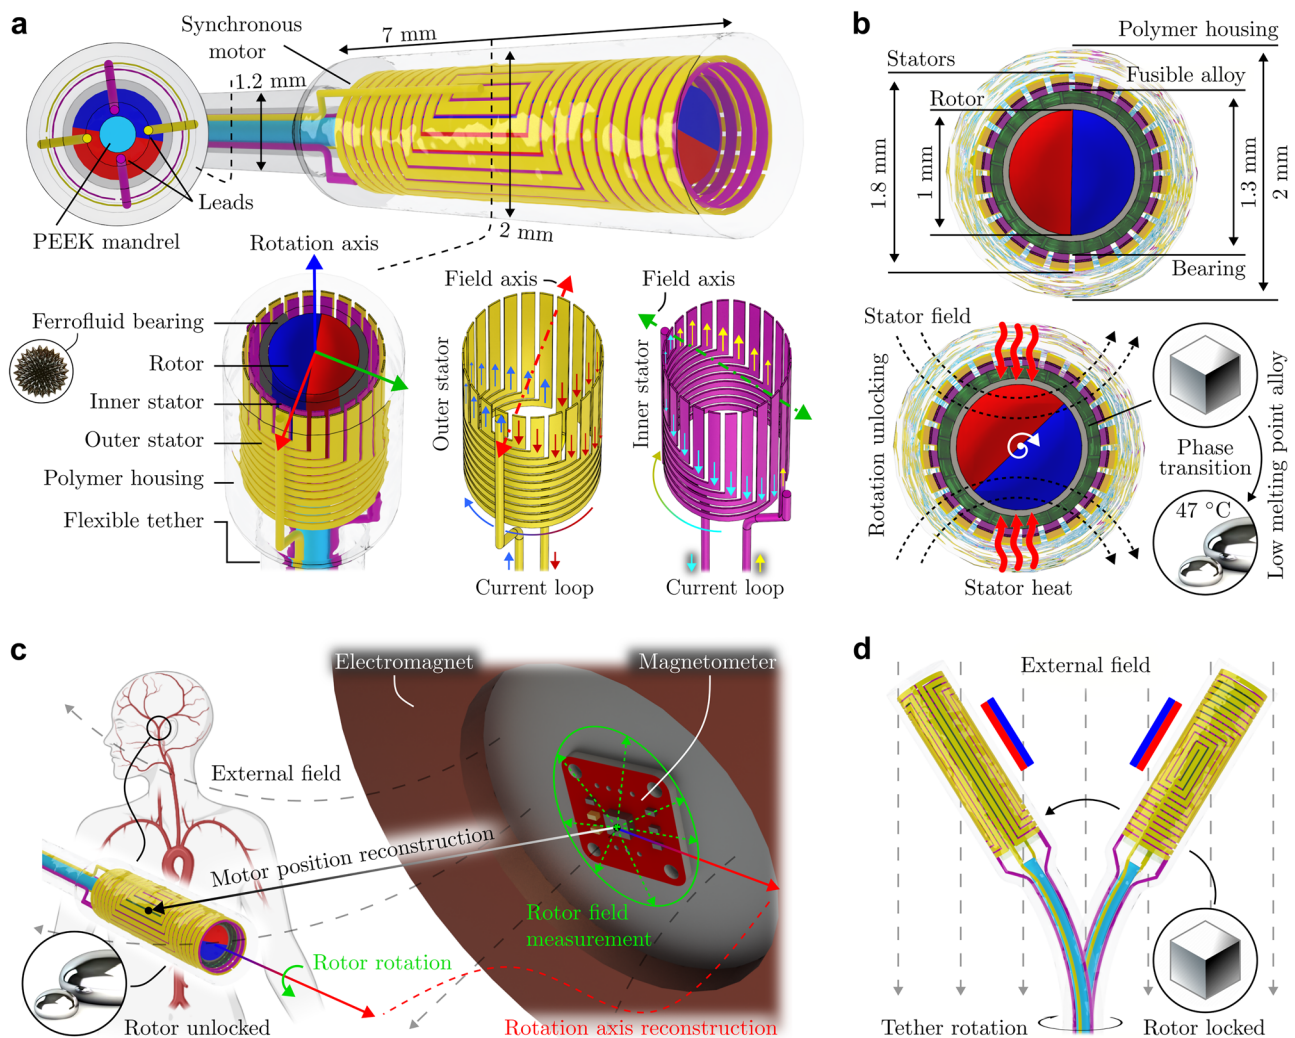 a
Synchronous
motor
7 mm
1.2 mm
Leads
PEEK mandrel
2 mm
Rotation axis
Ferrofluid bearing
Rotor
Inner stator
Outer stator
Polymer housing
Flexible tether
Field axis
Outer stator
Current loop
Field axis
Inner stator
Current loop
b
Polymer housing
Stators
Fusible alloy
Rotor
1.8 mm
1 mm
1.3 mm
2 mm
Bearing
Stator field
Rotation unlocking
Phase
transition
47 °C
Low melting point alloy
Stator heat
c
Electromagnet
Magnetometer
External field
Motor position reconstruction
Rotor field
measurement
Rotor rotation
Rotor unlocked
Rotation axis reconstruction
d
External field
Tether rotation
Rotor locked